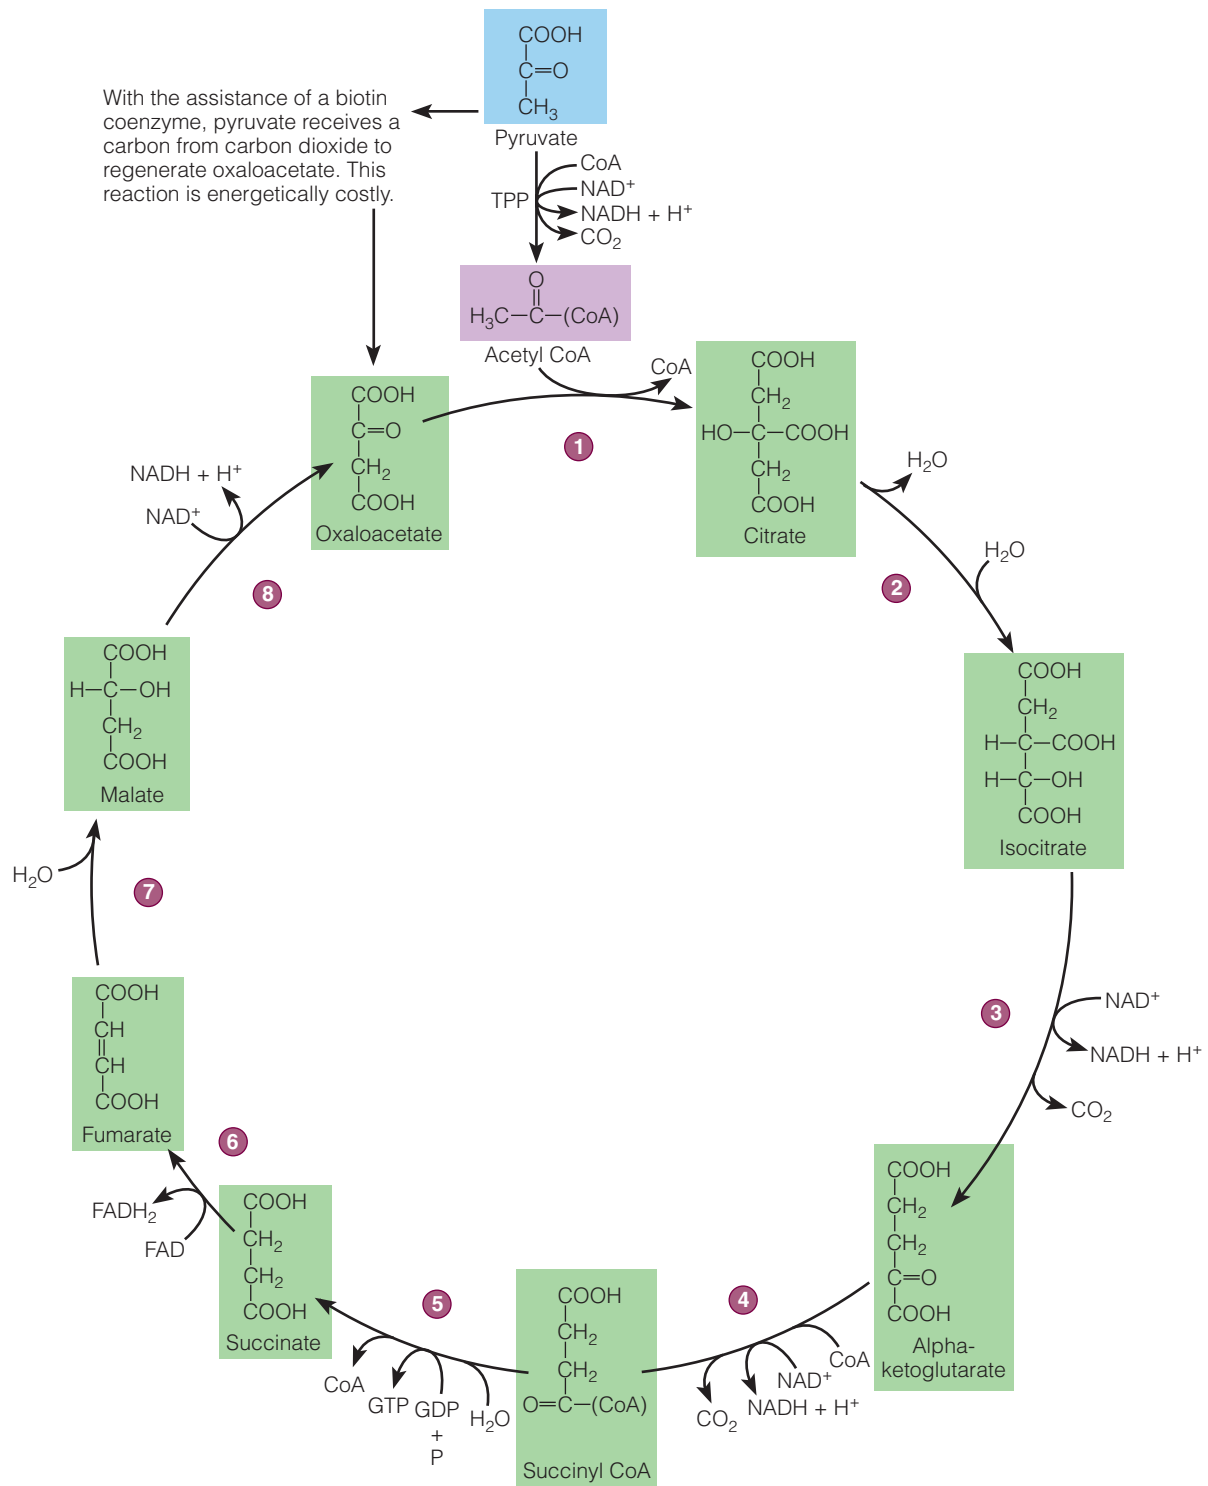 COOH
C=O
CH3
Pyruvate
With the assistance of a biotin
coenzyme, pyruvate receives a
carbon from carbon dioxide to
regenerate oxaloacetate. This
reaction is energetically costly.
TPP
CoA
NAD+
NADH + H+
CO2
O
H3C–C–(CoA)
Acetyl CoA
CoA
1
COOH
C=O
CH2
COOH
Oxaloacetate
COOH
CH2
HO–C–COOH
CH2
COOH
Citrate
H2O
H2O
2
COOH
CH2
H–C–COOH
H–C–OH
COOH
Isocitrate
3
NAD+
NADH + H+
CO2
COOH
CH2
CH2
C=O
COOH
Alpha-
ketoglutarate
4
CoA
NAD+
NADH + H+
CO2
COOH
CH2
CH2
O=C–(CoA)
Succinyl CoA
5
H2O
GDP
+
P
GTP
CoA
COOH
CH2
CH2
COOH
Succinate
6
FAD
FADH2
COOH
CH
CH
COOH
Fumarate
7
H2O
COOH
H–C–OH
CH2
COOH
Malate
8
NAD+
NADH + H+